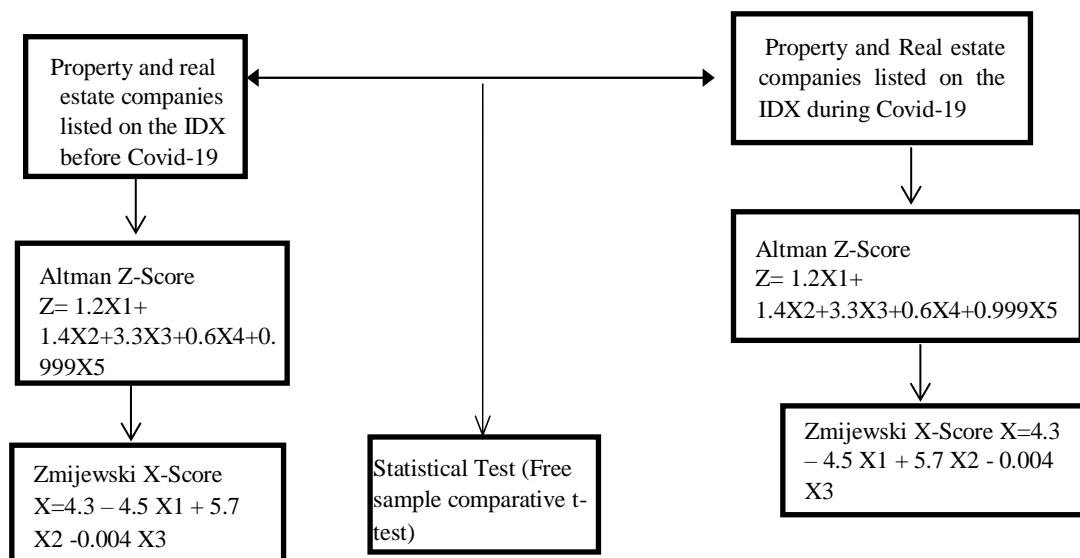 Property and real
estate companies
listed on the IDX
before Covid-19
Property and Real estate
companies listed on the
IDX during Covid-19
Altman Z-Score
Z= 1.2X1+
1.4X2+3.3X3+0.6X4+0.
999X5
Altman Z-Score
Z= 1.2X1+
1.4X2+3.3X3+0.6X4+0.999X5
Zmijewski X-Score
X=4.3 – 4.5 X1 + 5.7
X2 -0.004 X3
Statistical Test (Free
sample comparative t-
test)
Zmijewski X-Score X=4.3
– 4.5 X1 + 5.7 X2 - 0.004
X3